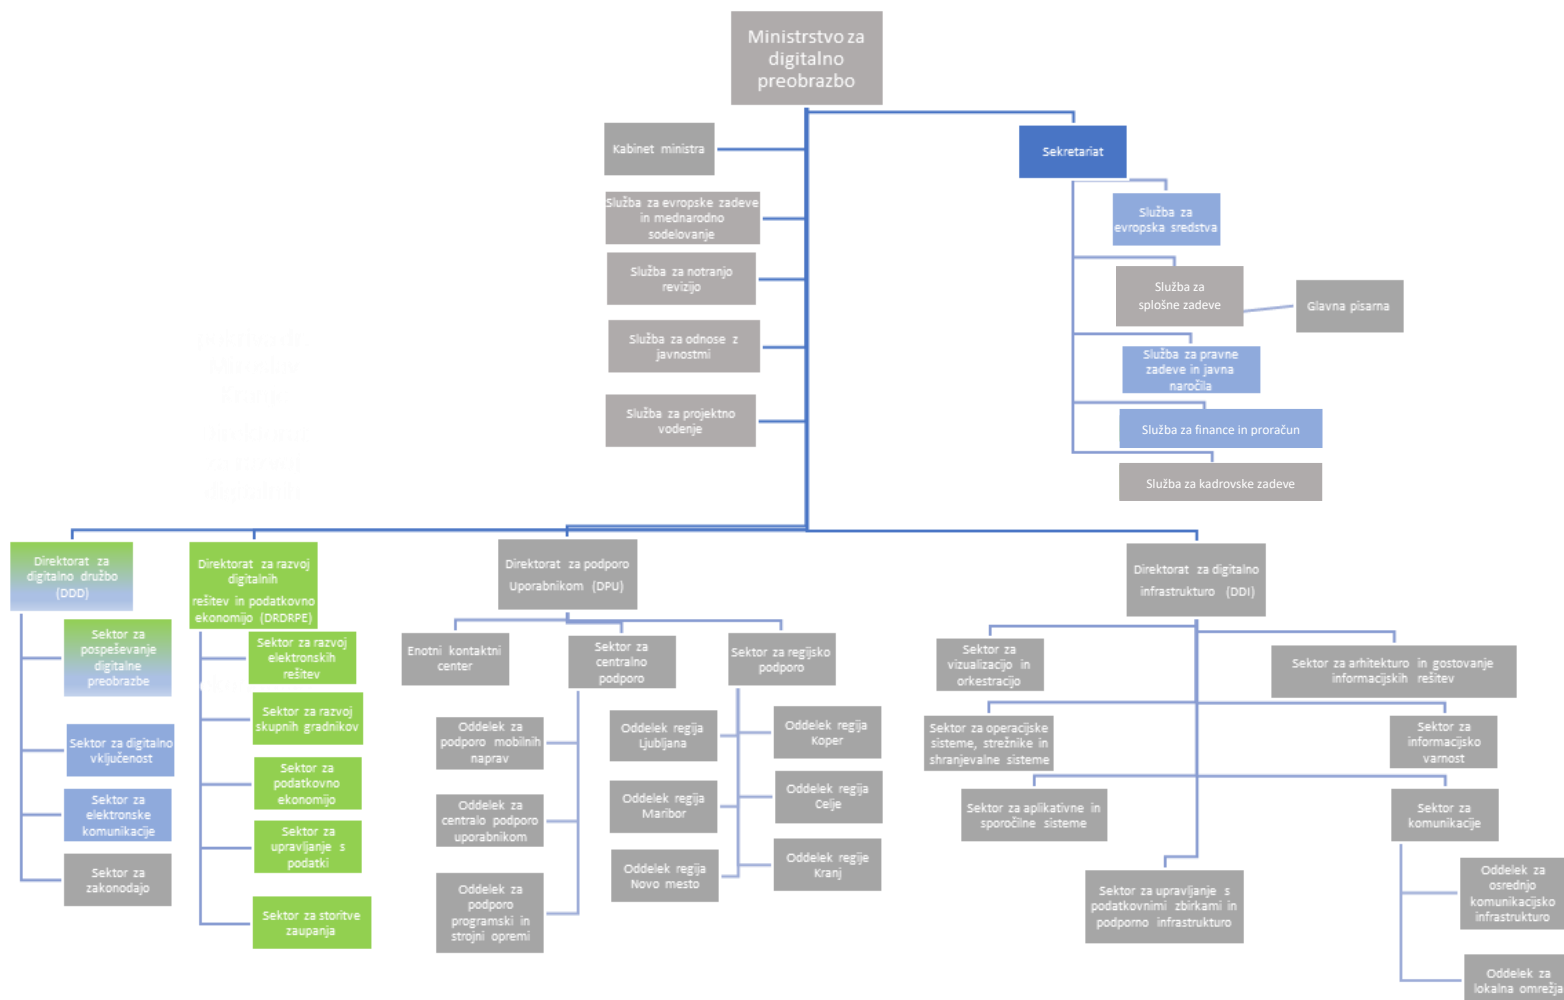 Ministrstvo za
digitalno
preobrazbo
Kabinet ministra
Sekretariat
Služba za evropske zadeve
in mednarodno
sodelovanje
Služba za
evropska sredstva
Služba za notranjo
revizijo
Služba za
splošne zadeve
Glavna pisarna
Služba za odnose z
javnostmi
Služba za pravne
zadeve in javna
naročila
Služba za projektno
vodenje
Služba za finance in proračun
Služba za kadrovske zadeve
Direktorat za
digitalno družbo
(DDD)
Sektor za
pospeševanje
digitalne
preobrazbe
Sektor za digitalno
vključenost
Sektor za
elektronske
komunikacije
Sektor za
zakonodajo
Direktorat za razvoj
digitalnih
rešitev in podatkovno
ekonomijo (DRDRPE)
Sektor za razvoj
elektronskih
rešitev
Sektor za razvoj
skupnih gradnikov
Sektor za
podatkovno
ekonomijo
Sektor za
upravljanje s
podatki
Sektor za storitve
zaupanja
Direktorat za podporo
Uporabnikom (DPU)
Enotni kontaktni
center
Sektor za
centralno
podporo
Oddelek za
podporo mobilnih
naprav
Oddelek za
centralo podporo
uporabnikom
Oddelek za
podporo
programski in
strojni opremi
Sektor za regijsko
podporo
Oddelek regija
Ljubljana
Oddelek regija
Maribor
Oddelek regija
Novo mesto
Oddelek regija
Koper
Oddelek regija
Celje
Oddelek regije
Kranj
Direktorat za digitalno
infrastrukturo (DDI)
Sektor za
vizualizacijo in
orkestracijo
Sektor za arhitekturo in gostovanje
informacijskih rešitev
Sektor za operacijske
sisteme, strežnike in
shranjevalne sisteme
Sektor za
informacijsko
varnost
Sektor za aplikativne in
sporočilne sisteme
Sektor za
komunikacije
Sektor za upravljanje s
podatkovnimi zbirkami in
podporno infrastrukturo
Oddelek za
osrednjo
komunikacijsko
infrastrukturo
Oddelek za
lokalna omrežja